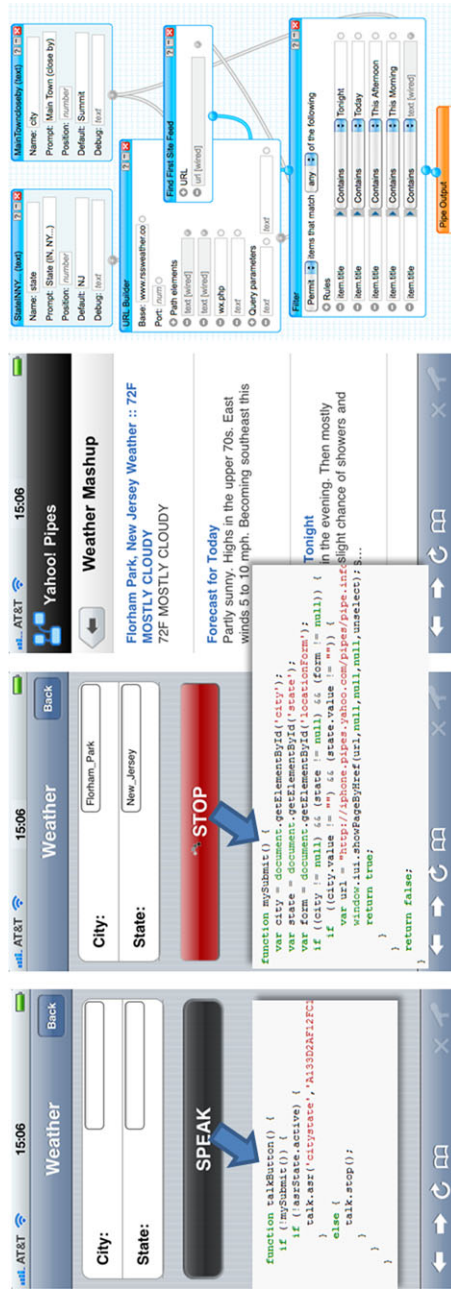 AT&T
15:06
Weather
Back
City:
State:
SPEAK
function talkButton() {
if (!mySubmit()) {
if (!asrState.active) {
talk.asr('citystate','A133D2AF12FC
}
else {
talk.stop();
}
}
}
AT&T
15:06
Weather
Back
City:
Florham_Park
State:
New_Jersey
STOP
function mySubmit() {
var city = document.getElementById('city');
var state = document.getElementById('state');
var form = document.getElementById('locationForm');
if ((city != null) && (state != null) && (form != null)) {
if ((city.value != "") && (state.value != "")) {
var url = "http://iphone.pipes.yahoo.com/pipes/pipe.info
window.iui.showPageByHref(url,null,null,null,unselect); s...
return true;
}
}
return false;
}
AT&T
15:06
Yahoo! Pipes
Weather Mashup
Florham Park, New Jersey Weather :: 72F
MOSTLY CLOUDY
72F MOSTLY CLOUDY
Forecast for Today
Partly sunny. Highs in the upper 70s. East
winds 5 to 10 mph. Becoming southeast this
Tonight
in the evening. Then mostly
slight chance of showers and
StateINNY... (text)
Name: state
Prompt: State (IN, NY...)
Position: number
Default: NJ
Debug: text
MainTowncloseby (text)
Name: city
Prompt: Main Town (close by)
Position: number
Default: Summit
Debug: text
URL Builder
Base: www.rssweather.co
Port: num
Path elements
text [wired]
text [wired]
wx.php
text
Query parameters
text
Find First Site Feed
URL
url [wired]
Filter
Permit items that match any of the following
Rules
item.title Contains Tonight
item.title Contains Today
item.title Contains This Afternoon
item.title Contains This Morning
item.title Contains text [wired]
Pipe Output